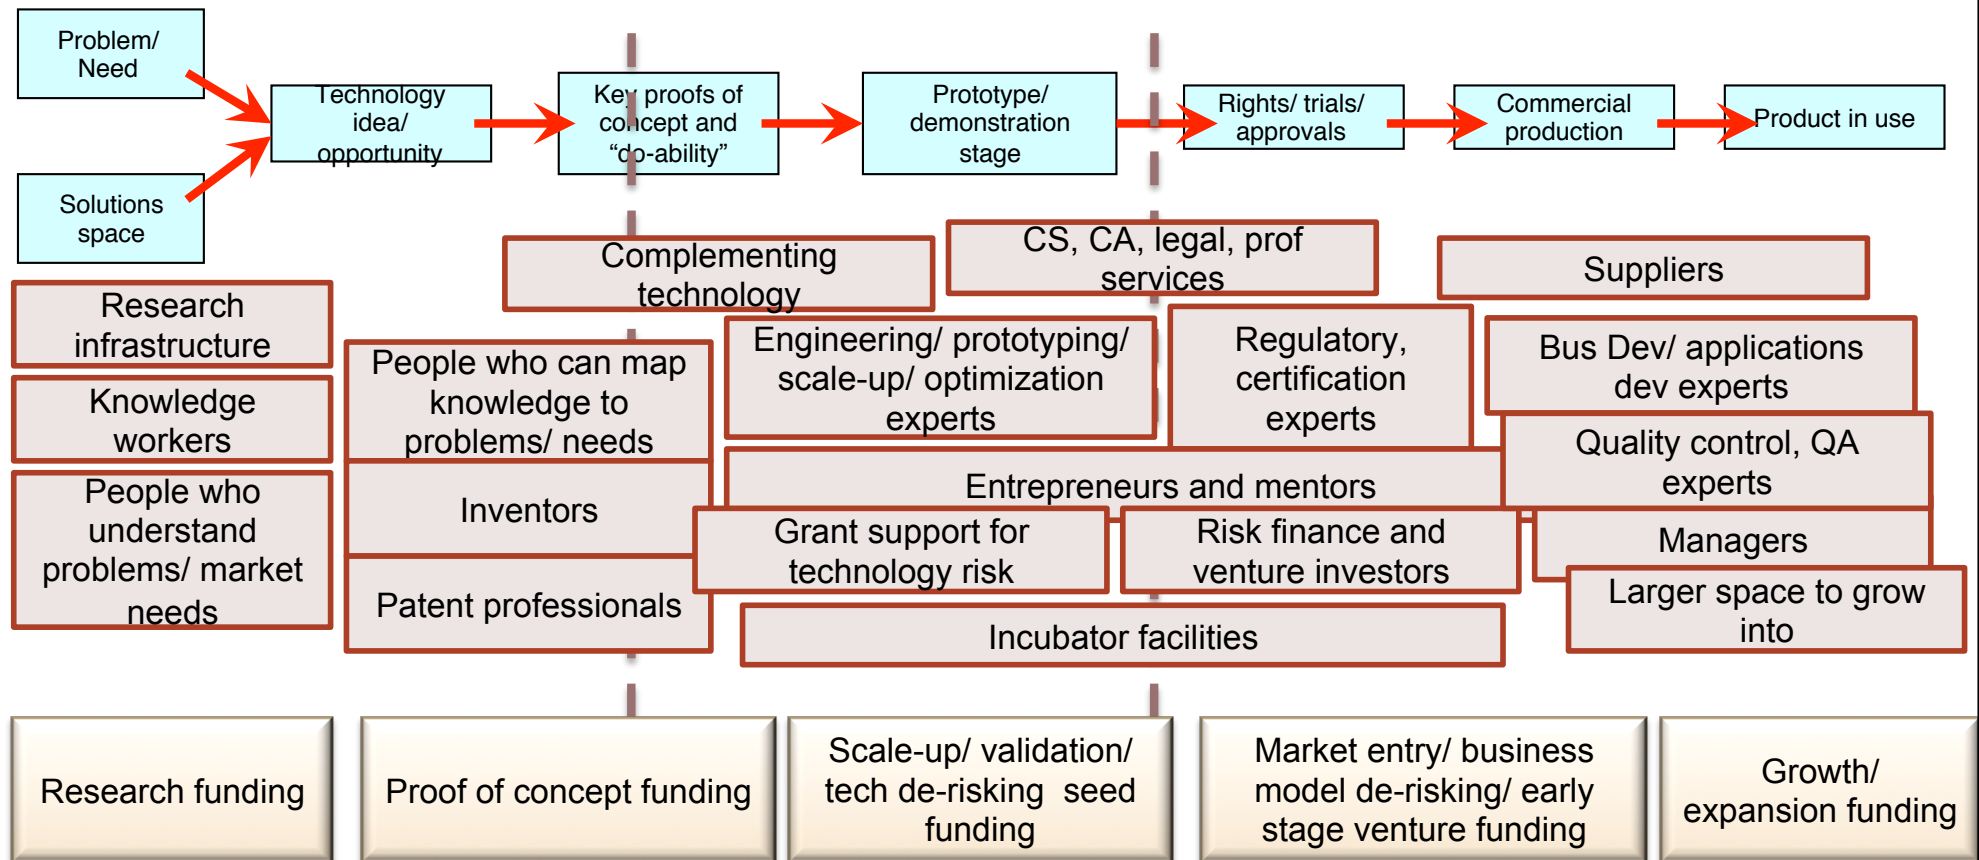 Problem/
Need
Technology
idea/
opportunity
Key proofs of
concept and
“do-ability”
Prototype/
demonstration
stage
Rights/ trials/
approvals
Commercial
production
Product in use
Solutions
space
Complementing
technology
CS, CA, legal, prof
services
Suppliers
Research
infrastructure
Knowledge
workers
People who
understand
problems/ market
needs
People who can map
knowledge to
problems/ needs
Inventors
Patent professionals
Engineering/ prototyping/
scale-up/ optimization
experts
Regulatory,
certification
experts
Bus Dev/ applications
dev experts
Quality control, QA
experts
Entrepreneurs and mentors
Grant support for
technology risk
Risk finance and
venture investors
Managers
Larger space to grow
into
Incubator facilities
Research funding
Proof of concept funding
Scale-up/ validation/
tech de-risking seed
funding
Market entry/ business
model de-risking/ early
stage venture funding
Growth/
expansion funding